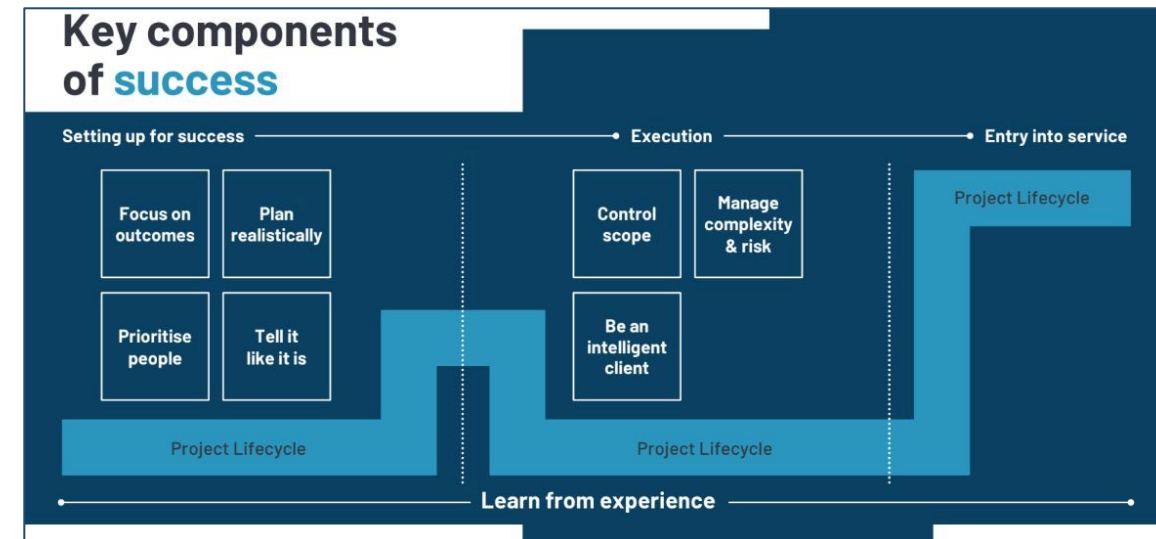 Key components
of success
Setting up for success
Execution
Entry into service
Focus on
outcomes
Plan
realistically
Prioritise
people
Tell it
like it is
Control
scope
Manage
complexity
& risk
Be an
intelligent
client
Project Lifecycle
Project Lifecycle
Project Lifecycle
Learn from experience